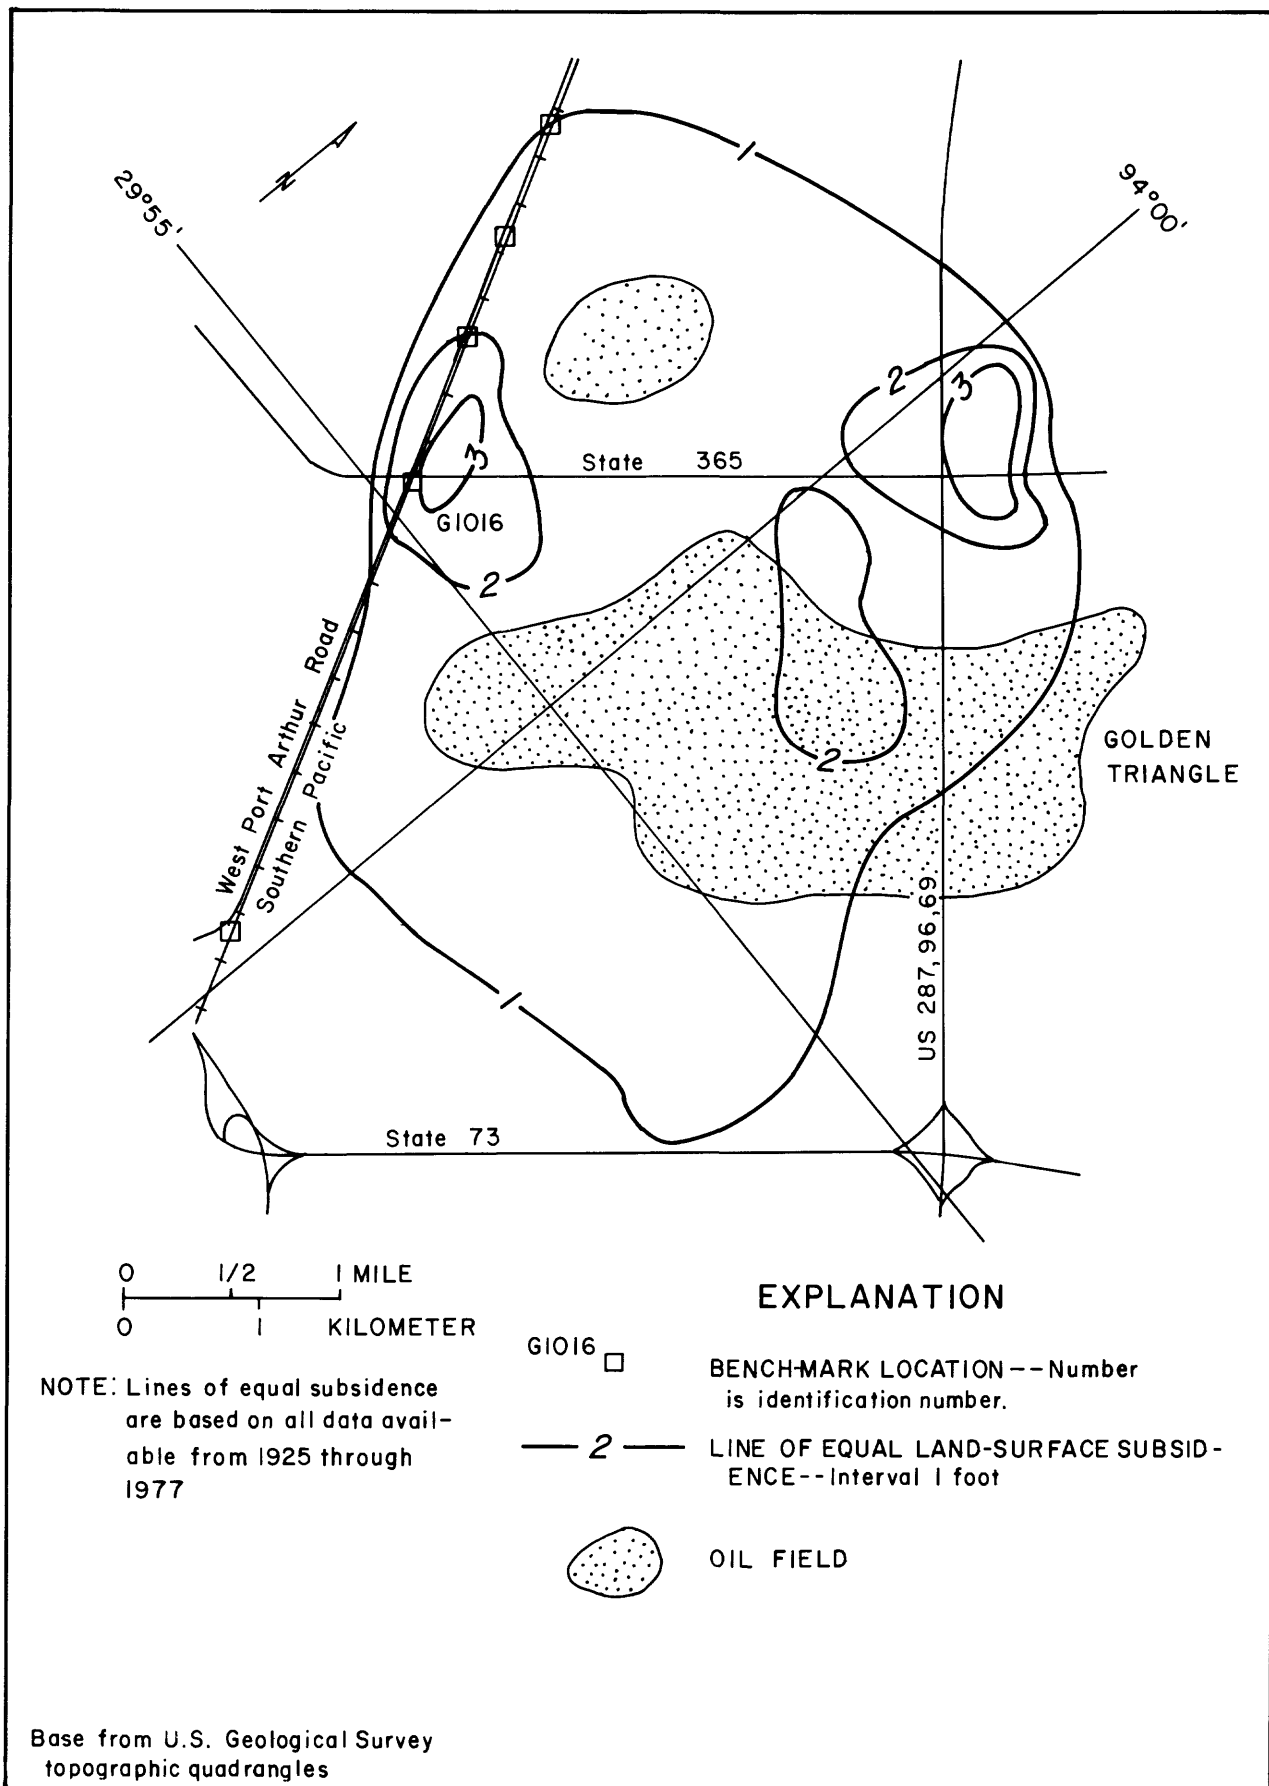 N
29°55'
94°00'
1
2
3
3
2
State 365
G1016
2
West Port Arthur Road
Southern Pacific
GOLDEN
TRIANGLE
2
US 287,96,69
1
State 73
0 1/2 1 MILE
0 1 KILOMETER
EXPLANATION
G1016
BENCH-MARK LOCATION--Number
is identification number.
NOTE: Lines of equal subsidence
are based on all data avail-
able from 1925 through
1977
2
LINE OF EQUAL LAND-SURFACE SUBSID-
ENCE--Interval 1 foot
OIL FIELD
Base from U.S. Geological Survey
topographic quadrangles